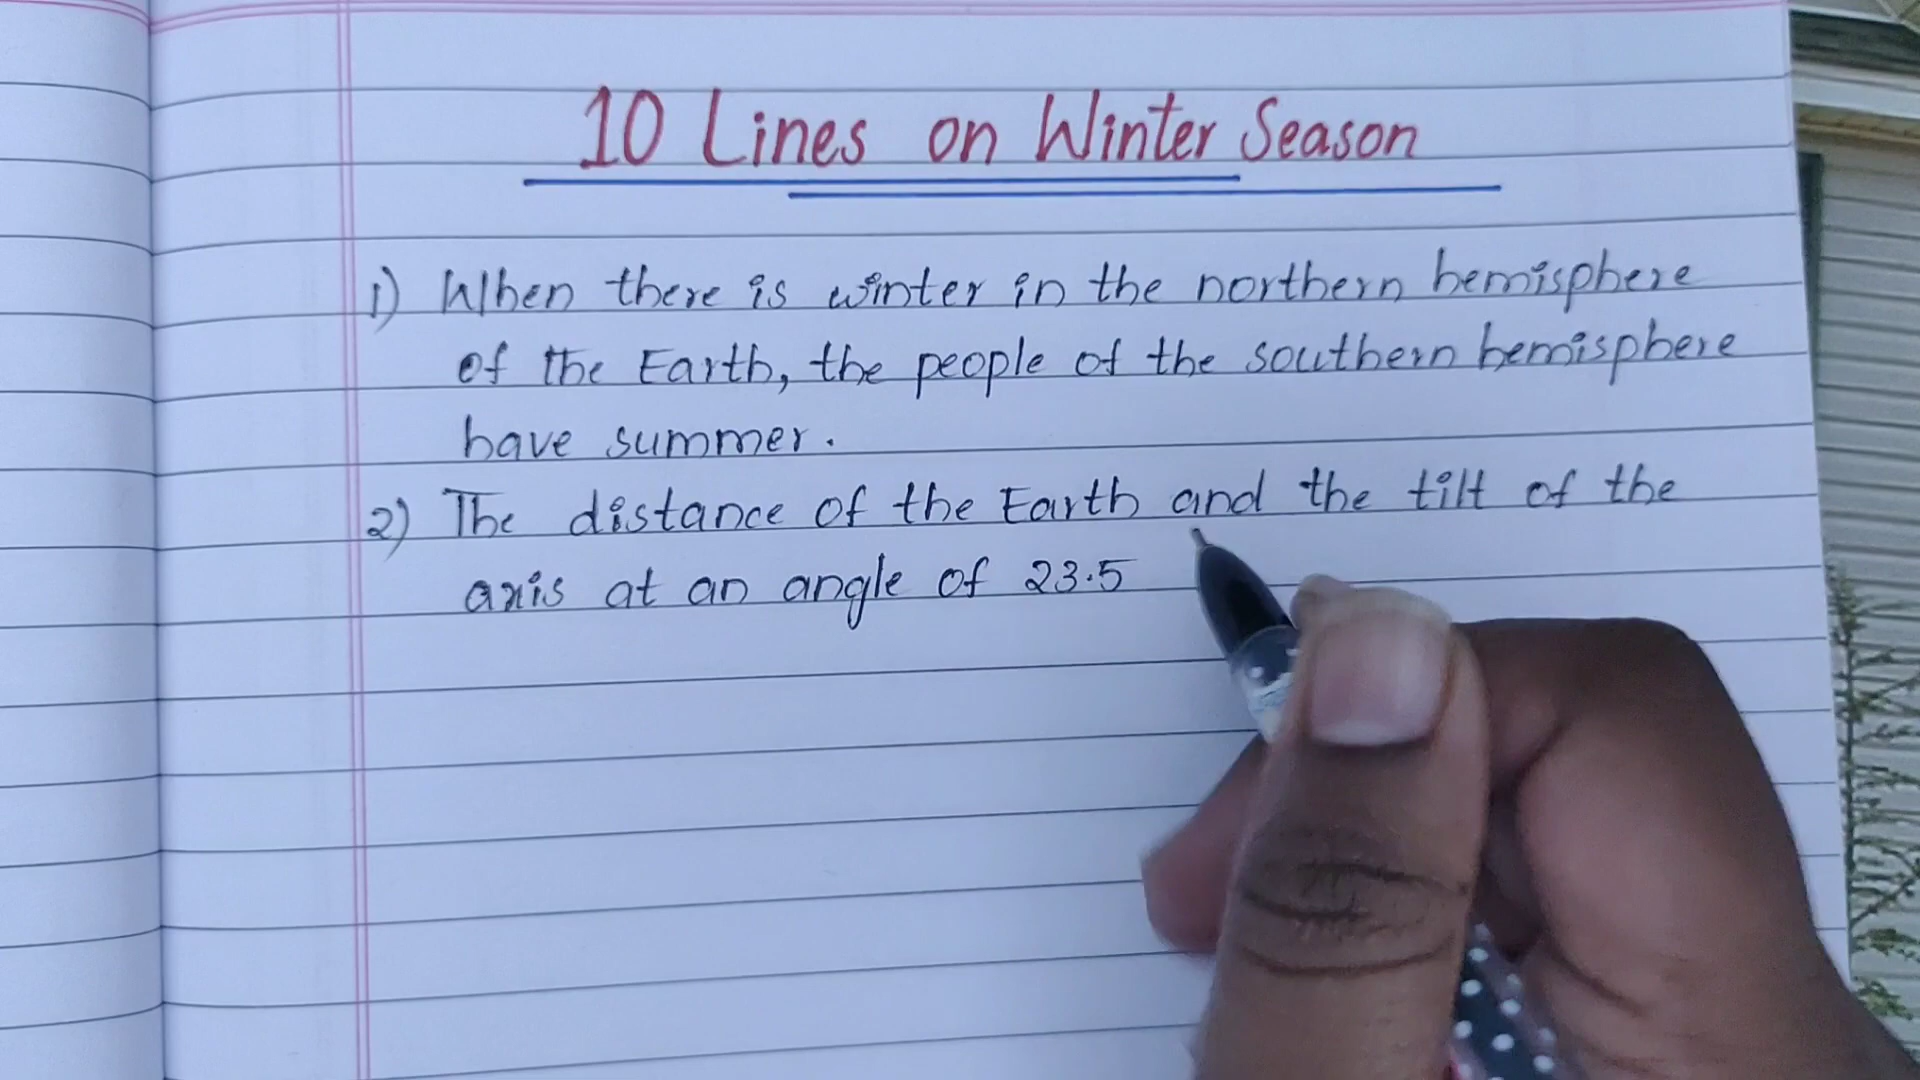 10 Lines on Winter Season
1) When there is winter in the northern hemisphere
of the Earth, the people of the southern hemisphere
have summer.
2) The distance of the Earth and the tilt of the
axis at an angle of 23.5